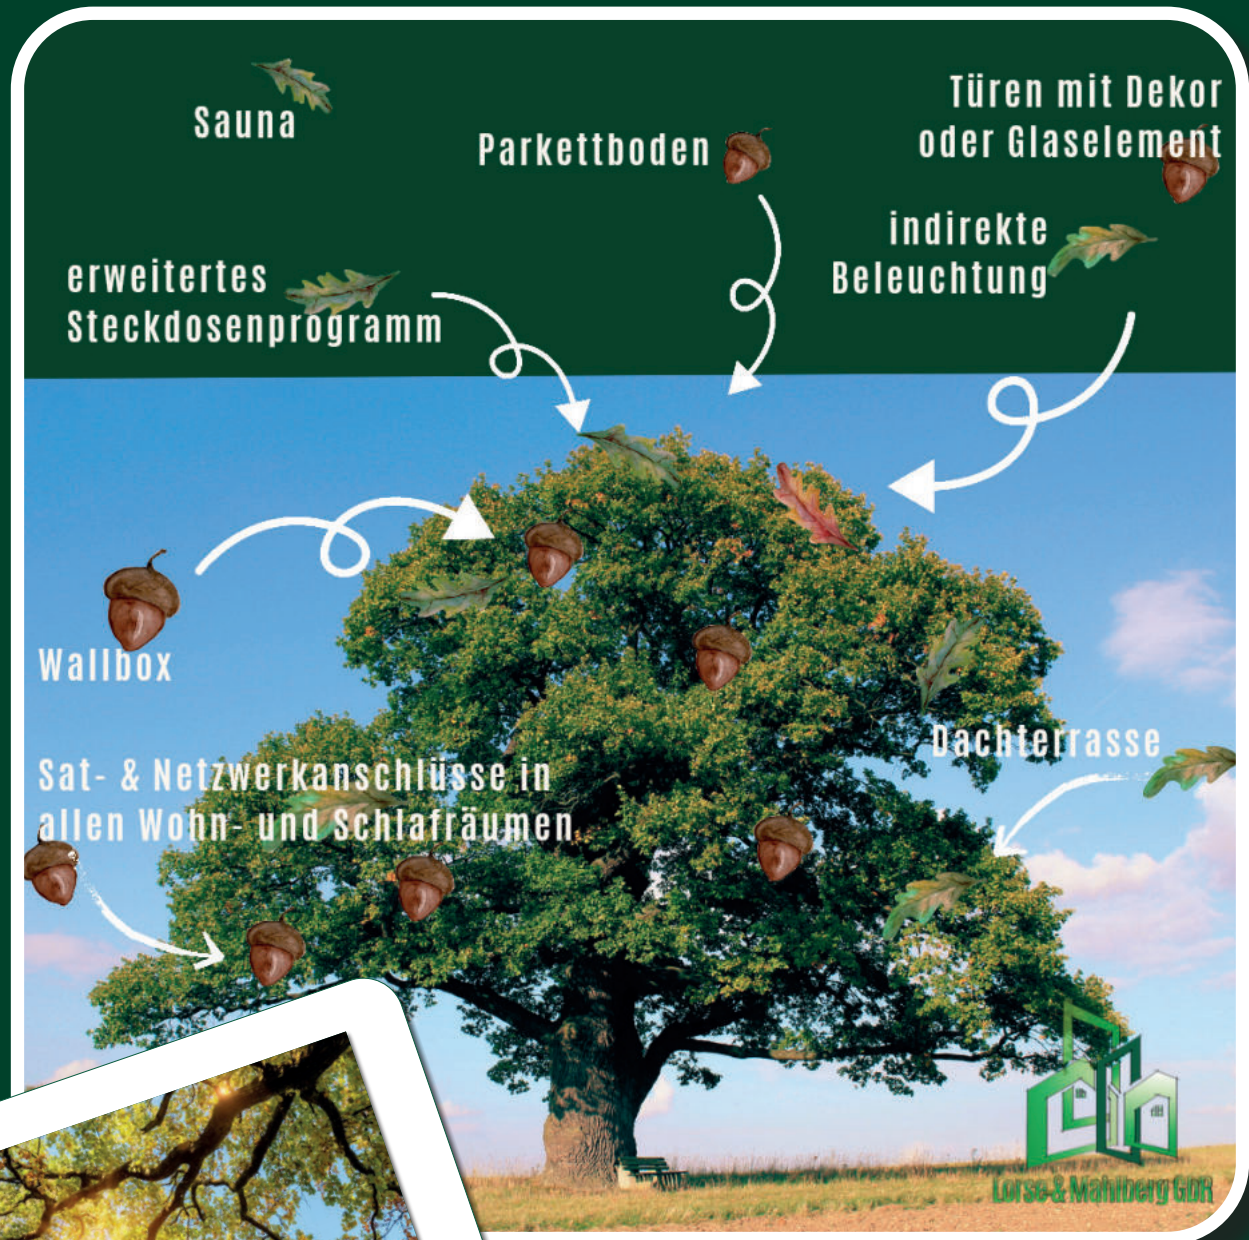 Sauna
Parkettboden
Türen mit Dekor
oder Glaselement
indirekte
Beleuchtung
erweitertes
Steckdosenprogramm
Wallbox
Dachterrasse
Sat- & Netzwerkanschlüsse in
allen Wohn- und Schlafräumen
Lorse & Mahlberg GbR